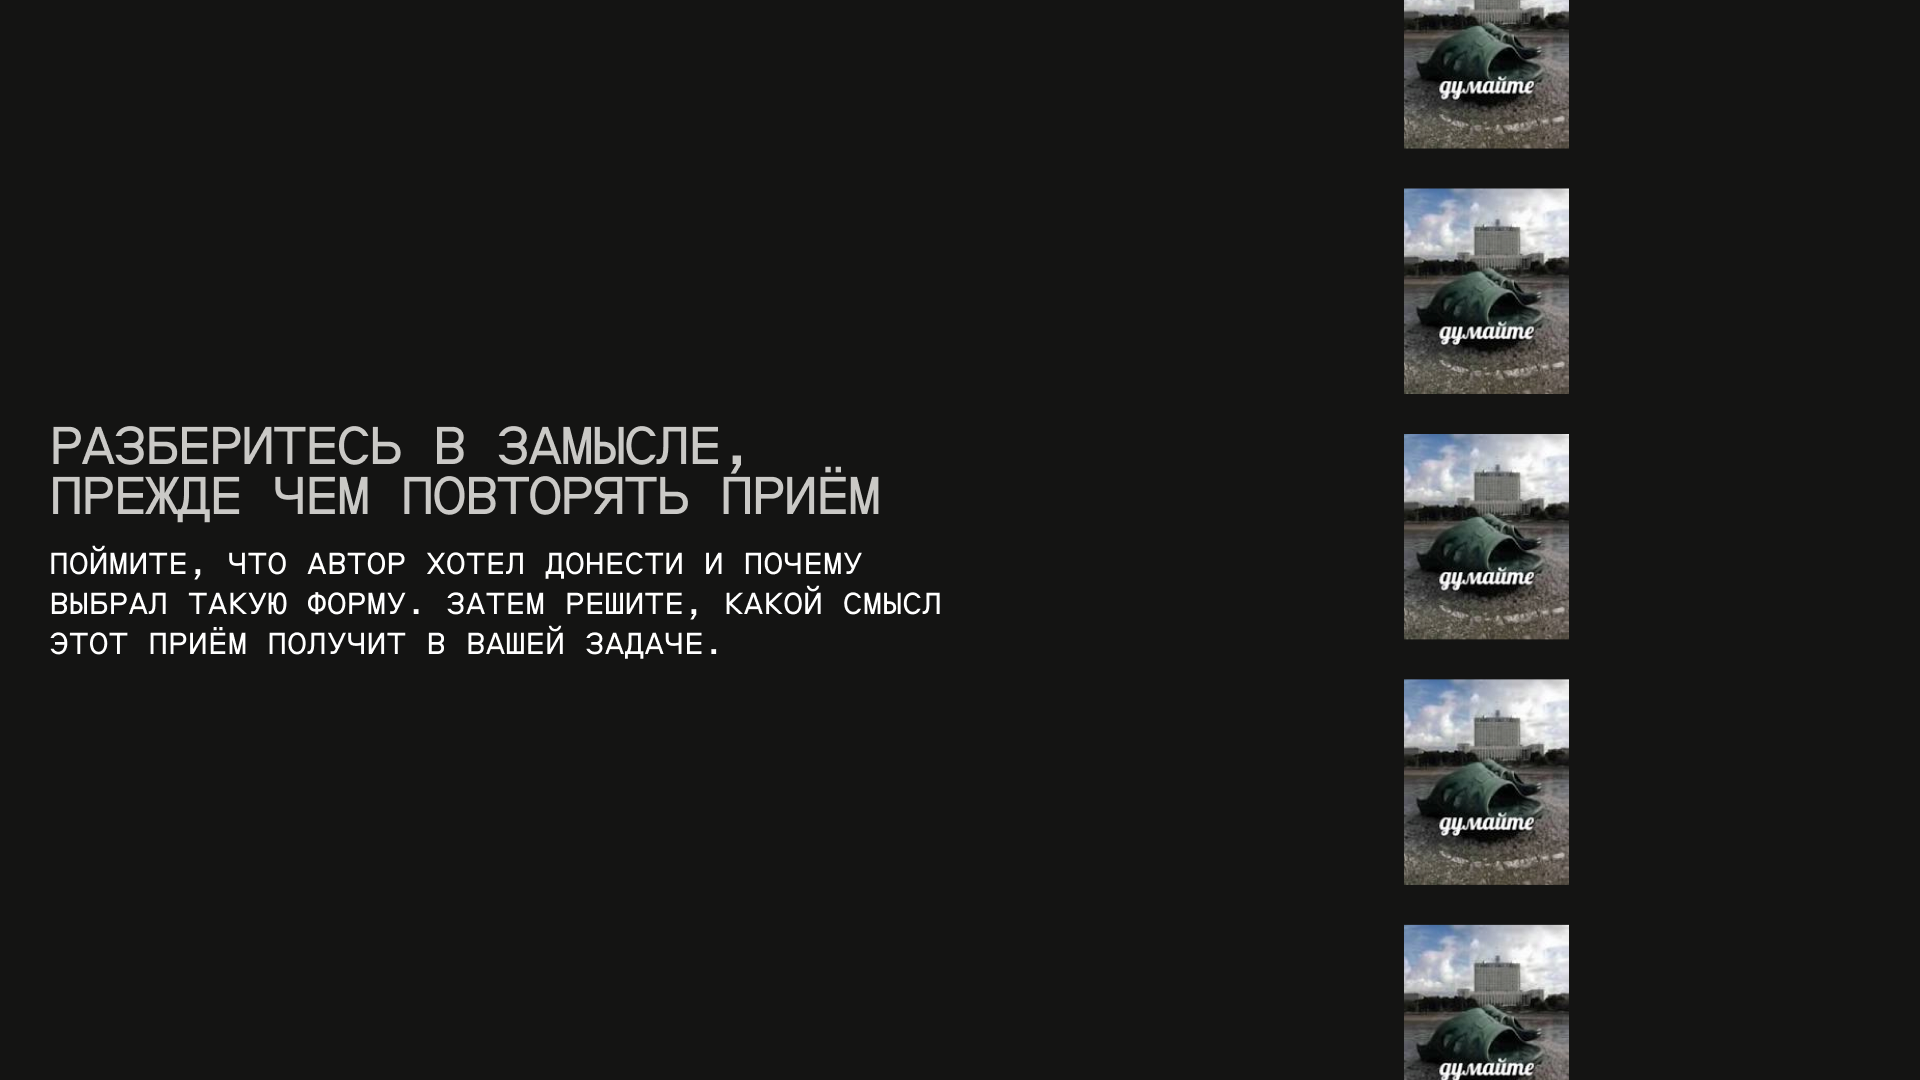 РАЗБЕРИТЕСЬ В ЗАМЫСЛЕ,
ПРЕЖДЕ ЧЕМ ПОВТОРЯТЬ ПРИЁМ
ПОЙМИТЕ, ЧТО АВТОР ХОТЕЛ ДОНЕСТИ И ПОЧЕМУ
ВЫБРАЛ ТАКУЮ ФОРМУ. ЗАТЕМ РЕШИТЕ, КАКОЙ СМЫСЛ
ЭТОТ ПРИЁМ ПОЛУЧИТ В ВАШЕЙ ЗАДАЧЕ.
думайте
думайте
думайте
думайте
думайте